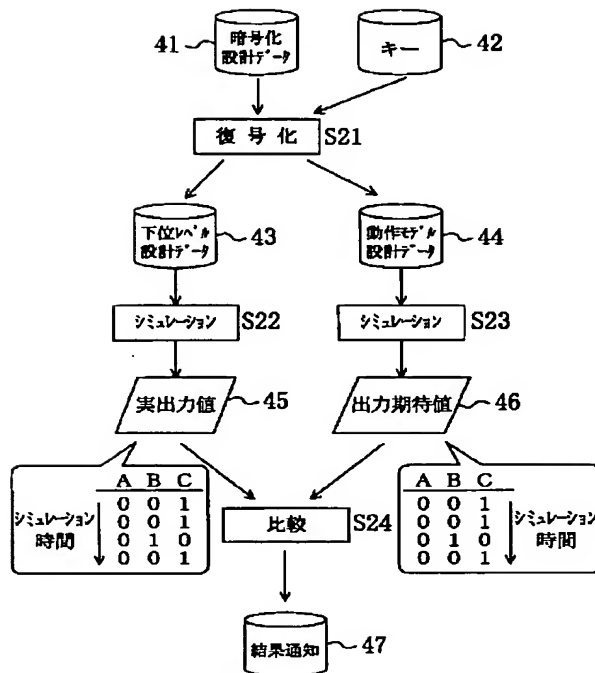 41
暗号化
設計データ
キー
42
復号化
S21
下位レベル
設計データ
43
動作モデル
設計データ
44
シミュレーション
S22
シミュレーション
S23
実出力値
45
出力期待値
46
A B C
0 0 1
0 0 1
0 1 0
0 0 1
シミュレーション
時間
比較
S24
A B C
0 0 1
0 0 1
0 1 0
0 0 1
シミュレーション
時間
結果通知
47